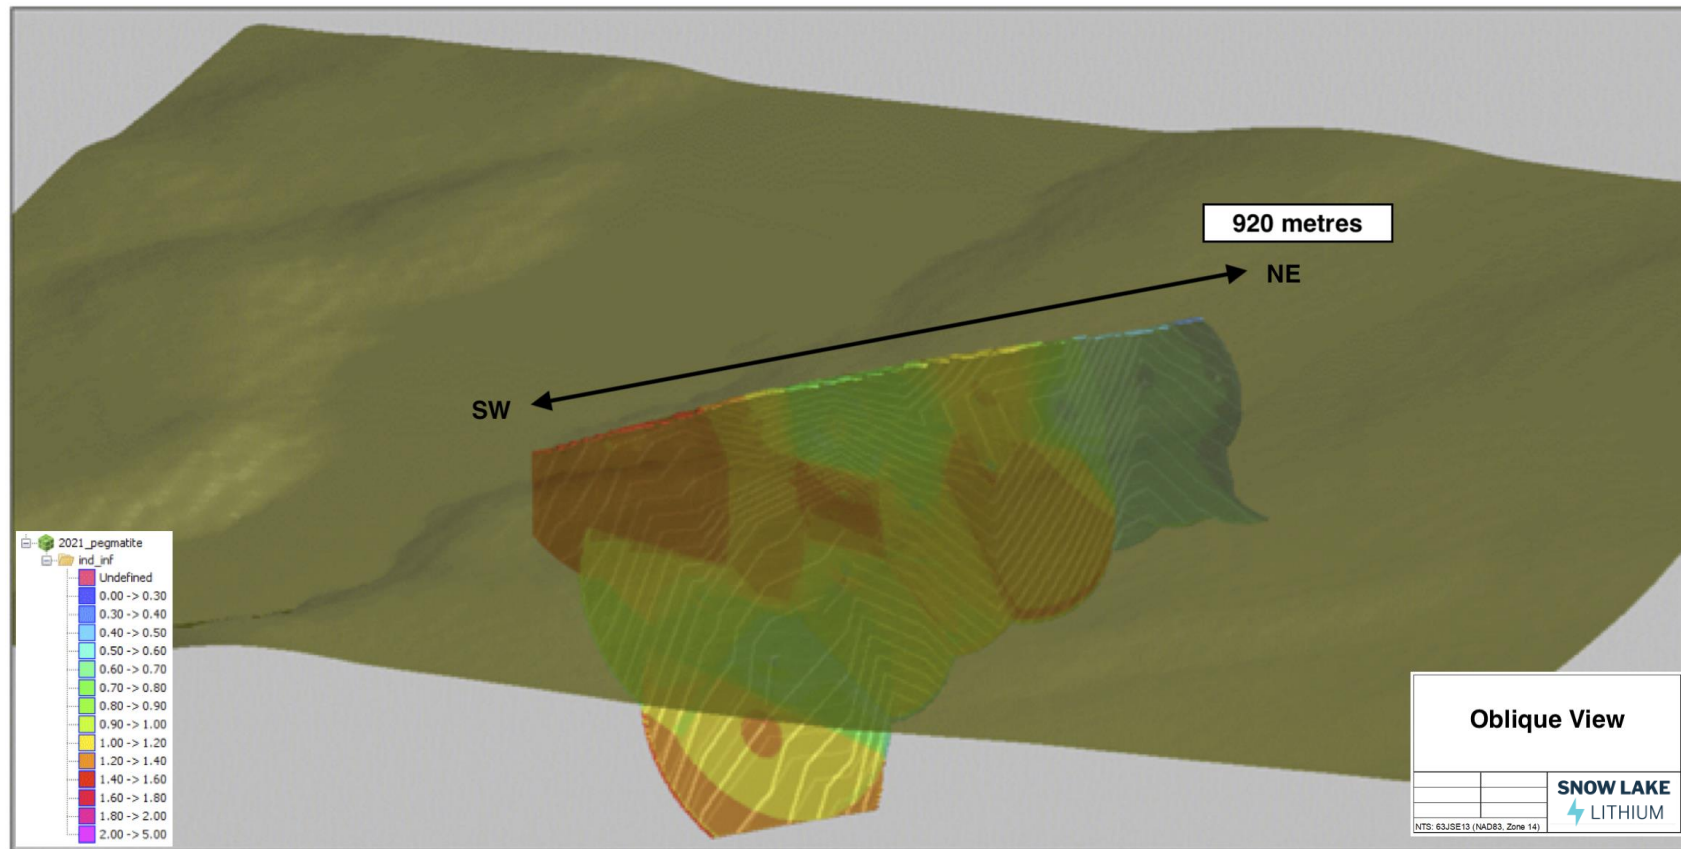 920 metres
NE
SW
2021_pegmatite
ind_inf
Undefined
0.00 -> 0.30
0.30 -> 0.40
0.40 -> 0.50
0.50 -> 0.60
0.60 -> 0.70
0.70 -> 0.80
0.80 -> 0.90
0.90 -> 1.00
1.00 -> 1.20
1.20 -> 1.40
1.40 -> 1.60
1.60 -> 1.80
1.80 -> 2.00
2.00 -> 5.00
Oblique View
SNOW LAKE
LITHIUM
NTS: 63JSE13 (NAD83, Zone 14)